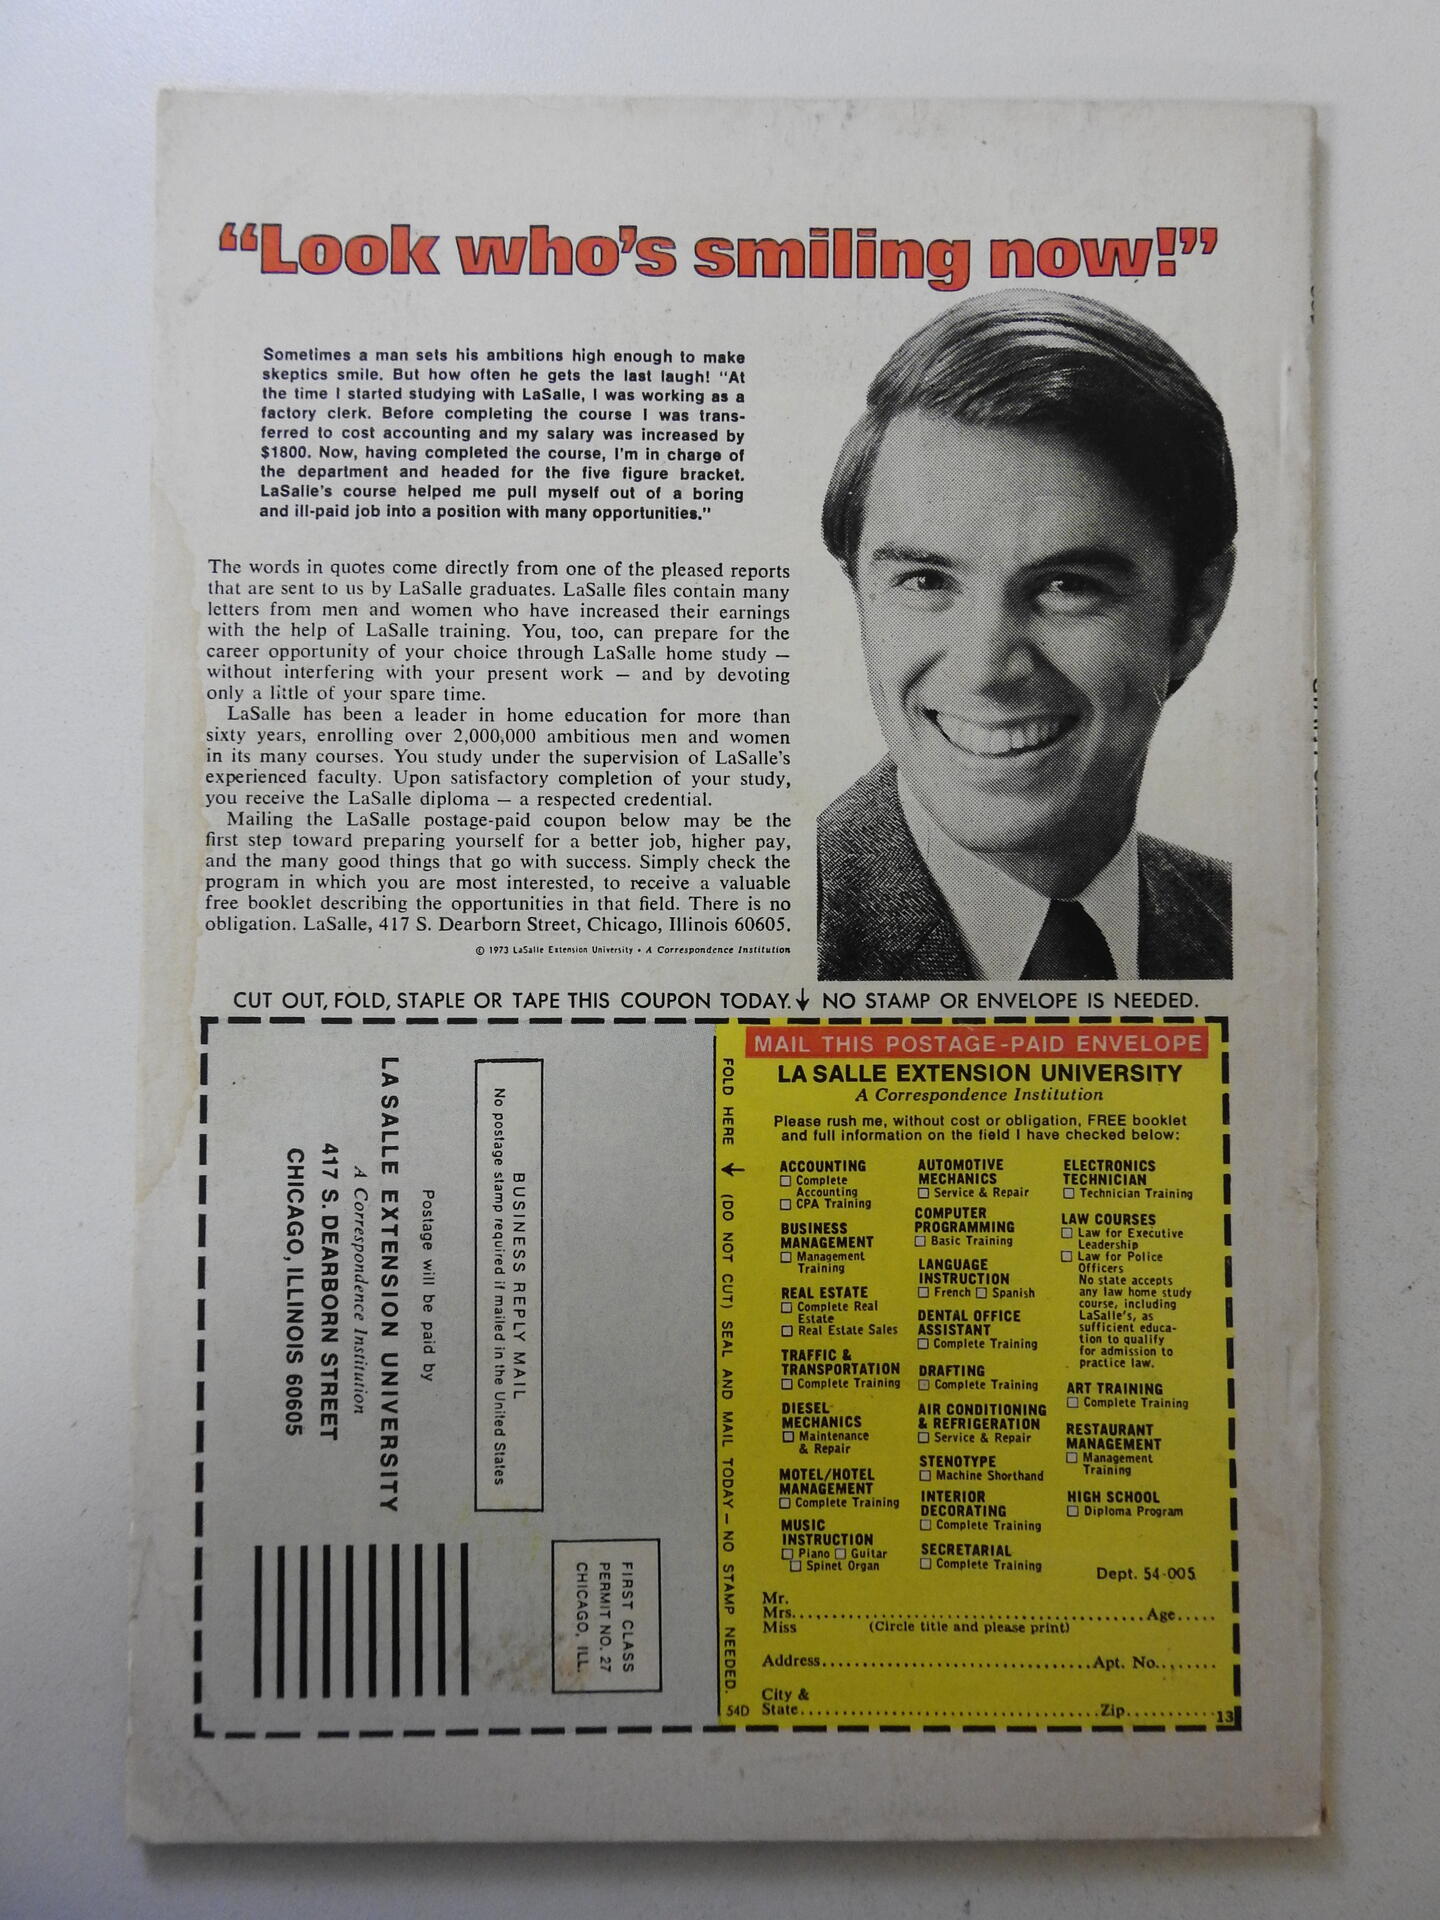 “Look who's smiling now!”
Sometimes a man sets his ambitions high enough to make
skeptics smile. But how often he gets the last laugh! "At
the time I started studying with LaSalle, I was working as a
factory clerk. Before completing the course I was trans-
ferred to cost accounting and my salary was increased by
$1800. Now, having completed the course, I'm in charge of
the department and headed for the five figure bracket.
LaSalle's course helped me pull myself out of a boring
and ill-paid job into a position with many opportunities."
The words in quotes come directly from one of the pleased reports
that are sent to us by LaSalle graduates. LaSalle files contain many
letters from men and women who have increased their earnings
with the help of LaSalle training. You, too, can prepare for the
career opportunity of your choice through LaSalle home study —
without interfering with your present work — and by devoting
only a little of your spare time.
LaSalle has been a leader in home education for more than
sixty years, enrolling over 2,000,000 ambitious men and women
in its many courses. You study under the supervision of LaSalle's
experienced faculty. Upon satisfactory completion of your study,
you receive the LaSalle diploma — a respected credential.
Mailing the LaSalle postage-paid coupon below may be the
first step toward preparing yourself for a better job, higher pay,
and the many good things that go with success. Simply check the
program in which you are most interested, to receive a valuable
free booklet describing the opportunities in that field. There is no
obligation. LaSalle, 417 S. Dearborn Street, Chicago, Illinois 60605.
© 1973 LaSalle Extension University • A Correspondence Institution
CUT OUT, FOLD, STAPLE OR TAPE THIS COUPON TODAY. ↓ NO STAMP OR ENVELOPE IS NEEDED.
FIRST CLASS
PERMIT NO. 27
CHICAGO, ILL.
BUSINESS REPLY MAIL
No postage stamp required if mailed in the United States
Postage will be paid by
LA SALLE EXTENSION UNIVERSITY
A Correspondence Institution
417 S. DEARBORN STREET
CHICAGO, ILLINOIS 60605
FOLD HERE ↓ (DO NOT CUT) SEAL AND MAIL TODAY — NO STAMP NEEDED.
MAIL THIS POSTAGE-PAID ENVELOPE
LA SALLE EXTENSION UNIVERSITY
A Correspondence Institution
Please rush me, without cost or obligation, FREE booklet
and full information on the field I have checked below:
ACCOUNTING
☐ Complete
Accounting
☐ CPA Training
BUSINESS
MANAGEMENT
☐ Management
Training
REAL ESTATE
☐ Complete Real
Estate
☐ Real Estate Sales
TRAFFIC &
TRANSPORTATION
☐ Complete Training
DIESEL
MECHANICS
☐ Maintenance
& Repair
MOTEL/HOTEL
MANAGEMENT
☐ Complete Training
MUSIC
INSTRUCTION
☐ Piano ☐ Guitar
☐ Spinet Organ
AUTOMOTIVE
MECHANICS
☐ Service & Repair
COMPUTER
PROGRAMMING
☐ Basic Training
LANGUAGE
INSTRUCTION
☐ French ☐ Spanish
DENTAL OFFICE
ASSISTANT
☐ Complete Training
DRAFTING
☐ Complete Training
AIR CONDITIONING
& REFRIGERATION
☐ Service & Repair
STENOTYPE
☐ Machine Shorthand
INTERIOR
DECORATING
☐ Complete Training
SECRETARIAL
☐ Complete Training
ELECTRONICS
TECHNICIAN
☐ Technician Training
LAW COURSES
☐ Law for Executive
Leadership
☐ Law for Police
Officers
No state accepts
any law home study
course, including
LaSalle's, as
sufficient educa-
tion to qualify
for admission to
practice law.
ART TRAINING
☐ Complete Training
RESTAURANT
MANAGEMENT
☐ Management
Training
HIGH SCHOOL
☐ Diploma Program
Dept. 54-005
Mr.
Mrs. Age
Miss (Circle title and please print)
Address Apt. No.
City &
54D State Zip 13